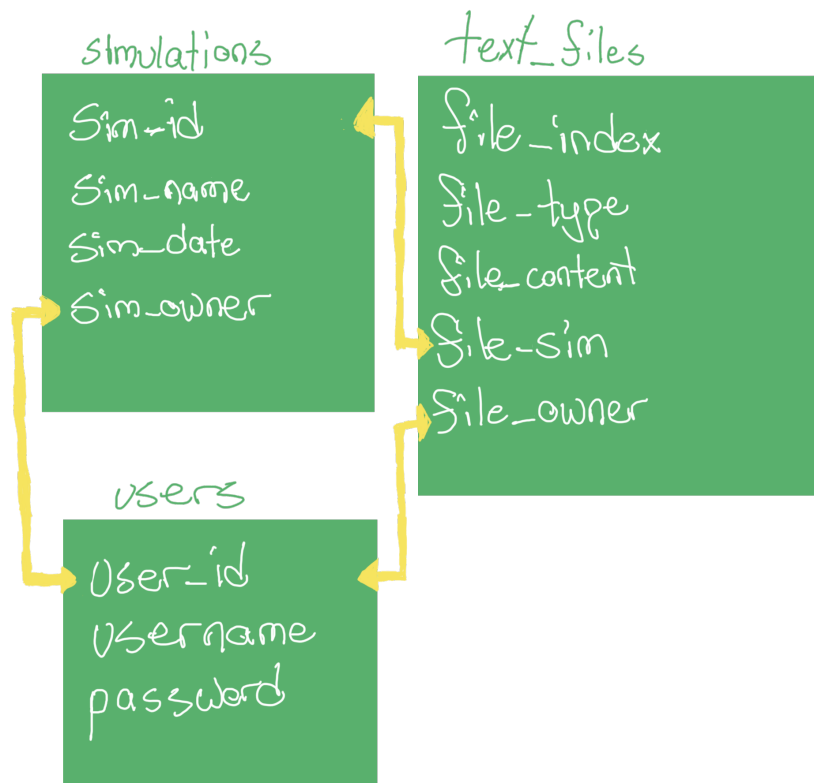 simulations
Sim_id
Sim_name
Sim_date
Sim_owner
text_files
file_index
file_type
file_content
file_sim
file_owner
users
User_id
username
password